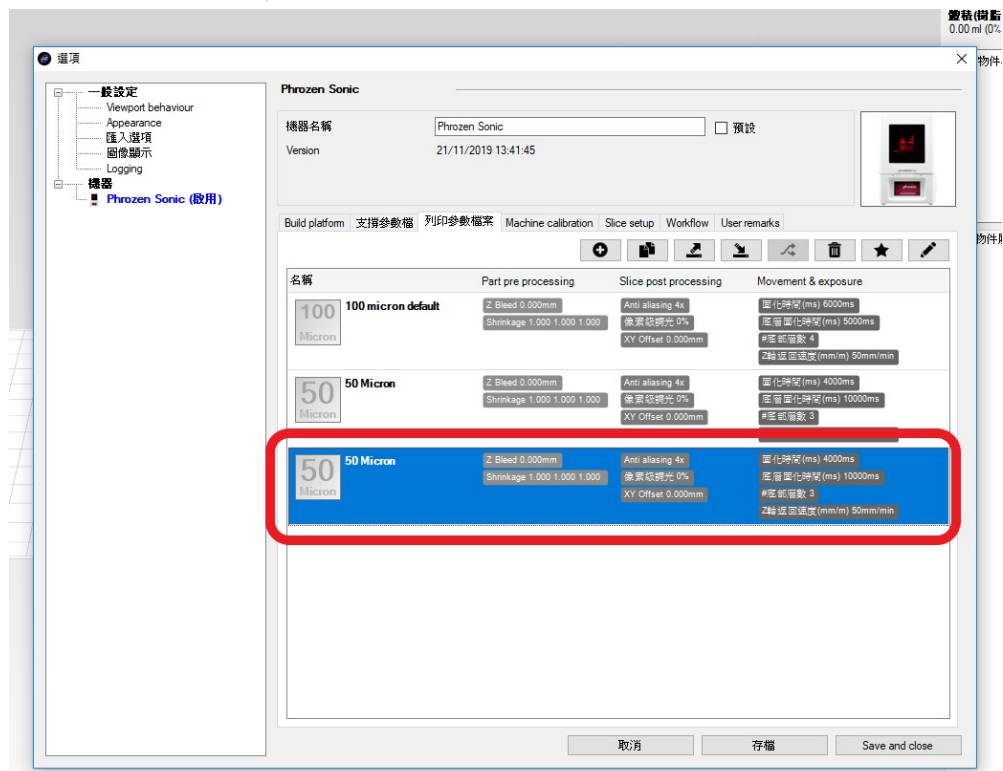 0.00 ml (0%
選項
物件
一般設定
Viewport behaviour
Appearance
匯入選項
圖像顯示
Logging
機器
Phrozen Sonic (啟用)
Phrozen Sonic
機器名稱
Phrozen Sonic
預設
Version
21/11/2019 13:41:45
Build platform
支撐參數檔
列印參數檔案
Machine calibration
Slice setup
Workflow
User remarks
物件
名稱
Part pre processing
Slice post processing
Movement & exposure
100
Micron
100 micron default
Z Bleed 0.000mm
Shrinkage 1.000 1.000 1.000
Anti aliasing 4x
像素級調光 0%
XY Offset 0.000mm
固化時間(ms) 6000ms
底層固化時間(ms) 5000ms
#底部層數 4
Z軸返回速度(mm/m) 50mm/min
50
Micron
50 Micron
Z Bleed 0.000mm
Shrinkage 1.000 1.000 1.000
Anti aliasing 4x
像素級調光 0%
XY Offset 0.000mm
固化時間(ms) 4000ms
底層固化時間(ms) 10000ms
#底部層數 3
50
Micron
50 Micron
Z Bleed 0.000mm
Shrinkage 1.000 1.000 1.000
Anti aliasing 4x
像素級調光 0%
XY Offset 0.000mm
固化時間(ms) 4000ms
底層固化時間(ms) 10000ms
#底部層數 3
Z軸返回速度(mm/m) 50mm/min
取消
存檔
Save and close